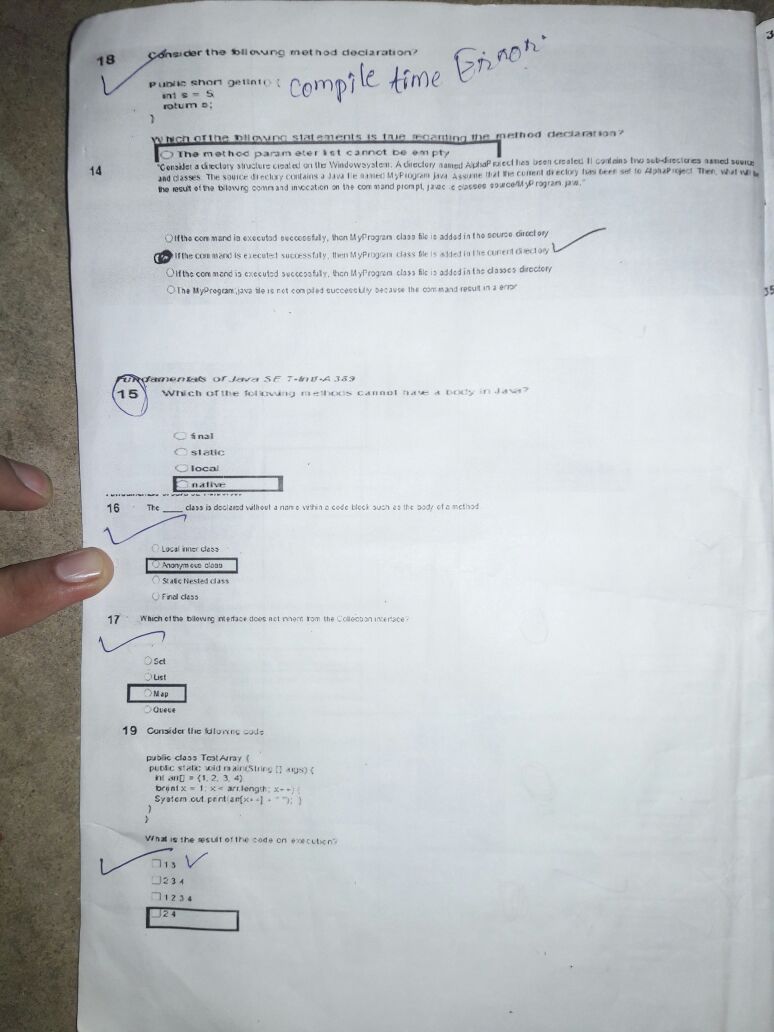 18 Consider the following method declaration?
Public short getInt() { Compile time Error.
int s = 5
return s;
}
Which of the following statements is true regarding the method declaration?
The method parameter list cannot be empty
14 "Consider a directory structure created on the Window system. A directory named AlphaProject has been created. It contains two sub-directories named source
and classes. The source directory contains a Java file named MyProgram java. Assume that the current directory has been set to AlphaProject. Then, what will be
the result of the following command invocation on the command prompt, javac classes source/MyProgram java."
If the command is executed successfully, then MyProgram class file is added in the source directory
If the command is executed successfully, then MyProgram class file is added in the current directory
If the command is executed successfully, then MyProgram class file is added in the classes directory
The MyProgram.java file is not compiled successfully because the command result in a error
Fundamentals of Java SE 7-Intl-A 389
15 Which of the following methods cannot have a body in Java?
final
static
local
native
16 The ____ class is declared without a name within a code block such as the body of a method
Local inner class
Anonymous class
Static Nested class
Final class
17 Which of the following interface does not inherit from the Collection interface?
Set
List
Map
Queue
19 Consider the following code
public class TestArray {
public static void main(String [] args) {
int arr[] = {1, 2, 3, 4}
for(int x = 1; x < arr.length; x++) {
System.out.print(arr[x++] + " "); }
}
}
What is the result of the code on execution?
1 3
2 3 4
1 2 3 4
2 4
3
35